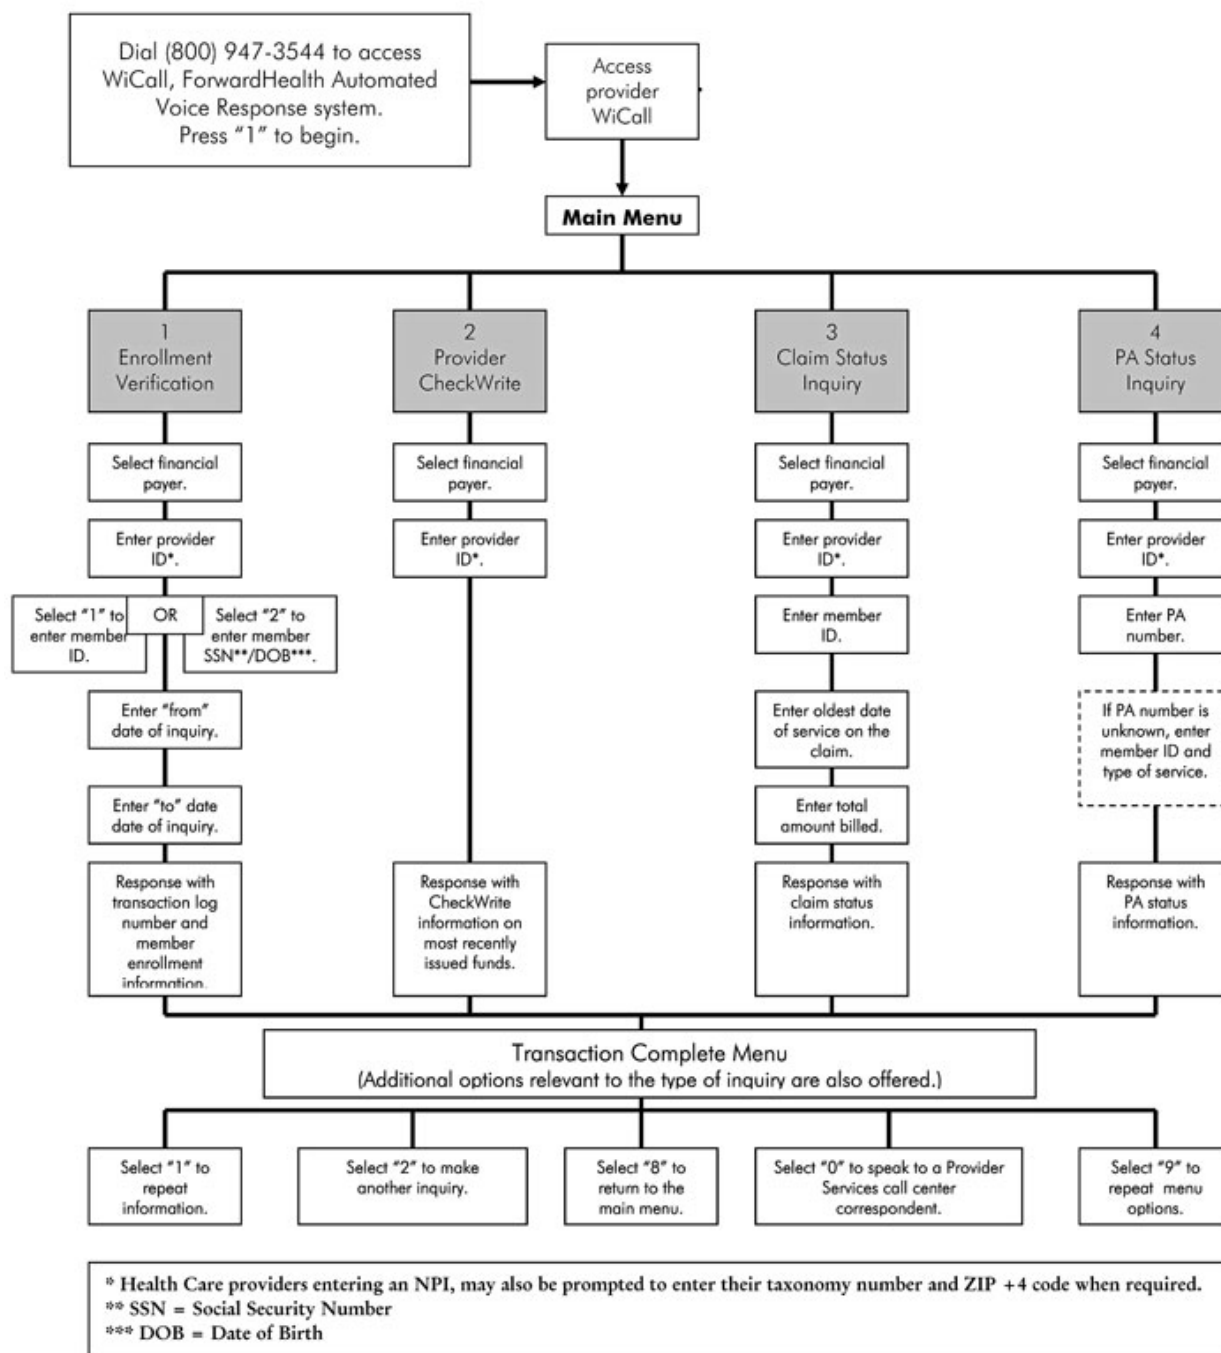 Dial (800) 947-3544 to access
WiCall, ForwardHealth Automated
Voice Response system.
Press "1" to begin.
Access
provider
WiCall
Main Menu
1
Enrollment
Verification
2
Provider
CheckWrite
3
Claim Status
Inquiry
4
PA Status
Inquiry
Select financial
payer.
Select financial
payer.
Select financial
payer.
Select financial
payer.
Enter provider
ID*.
Enter provider
ID*.
Enter provider
ID*.
Enter provider
ID*.
Select "1" to
enter member
ID.
OR
Select "2" to
enter member
SSN**/DOB***.
Enter member
ID.
Enter PA
number.
Enter "from"
date of inquiry.
Enter oldest date
of service on the
claim.
If PA number is
unknown, enter
member ID and
type of service.
Enter "to" date
date of inquiry.
Enter total
amount billed.
Response with
transaction log
number and
member
enrollment
information.
Response with
CheckWrite
information on
most recently
issued funds.
Response with
claim status
information.
Response with
PA status
information.
Transaction Complete Menu
(Additional options relevant to the type of inquiry are also offered.)
Select "1" to
repeat
information.
Select "2" to make
another inquiry.
Select "8" to
return to the
main menu.
Select "0" to speak to a Provider
Services call center
correspondent.
Select "9" to
repeat menu
options.
* Health Care providers entering an NPI, may also be prompted to enter their taxonomy number and ZIP +4 code when required.
** SSN = Social Security Number
*** DOB = Date of Birth